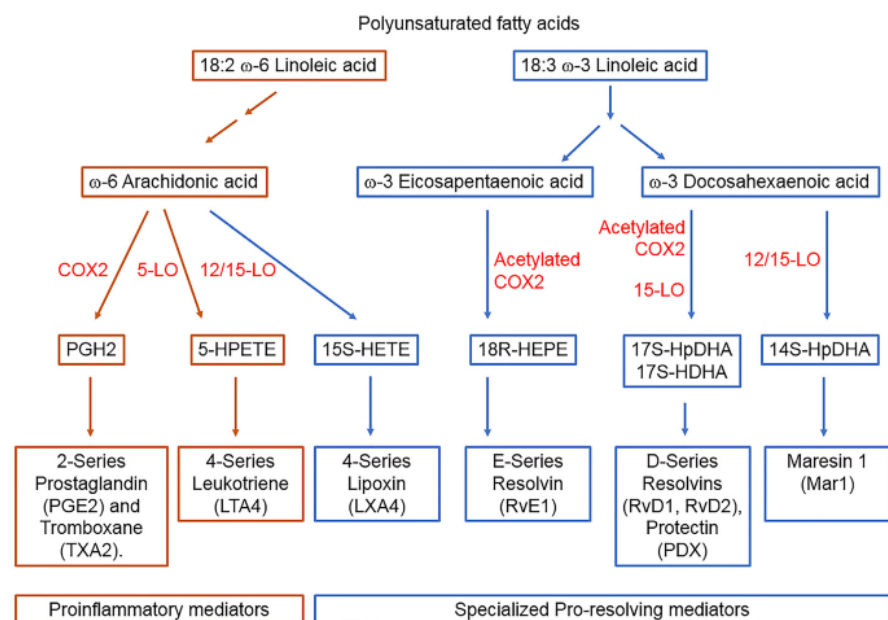 Polyunsaturated fatty acids
18:2 ω-6 Linoleic acid
18:3 ω-3 Linoleic acid
ω-6 Arachidonic acid
ω-3 Eicosapentaenoic acid
ω-3 Docosahexaenoic acid
COX2
5-LO
12/15-LO
Acetylated
COX2
Acetylated
COX2
15-LO
12/15-LO
PGH2
5-HPETE
15S-HETE
18R-HEPE
17S-HpDHA
17S-HDHA
14S-HpDHA
2-Series
Prostaglandin
(PGE2) and
Tromboxane
(TXA2).
4-Series
Leukotriene
(LTA4)
4-Series
Lipoxin
(LXA4)
E-Series
Resolvin
(RvE1)
D-Series
Resolvins
(RvD1, RvD2),
Protectin
(PDX)
Maresin 1
(Mar1)
Proinflammatory mediators
Specialized Pro-resolving mediators